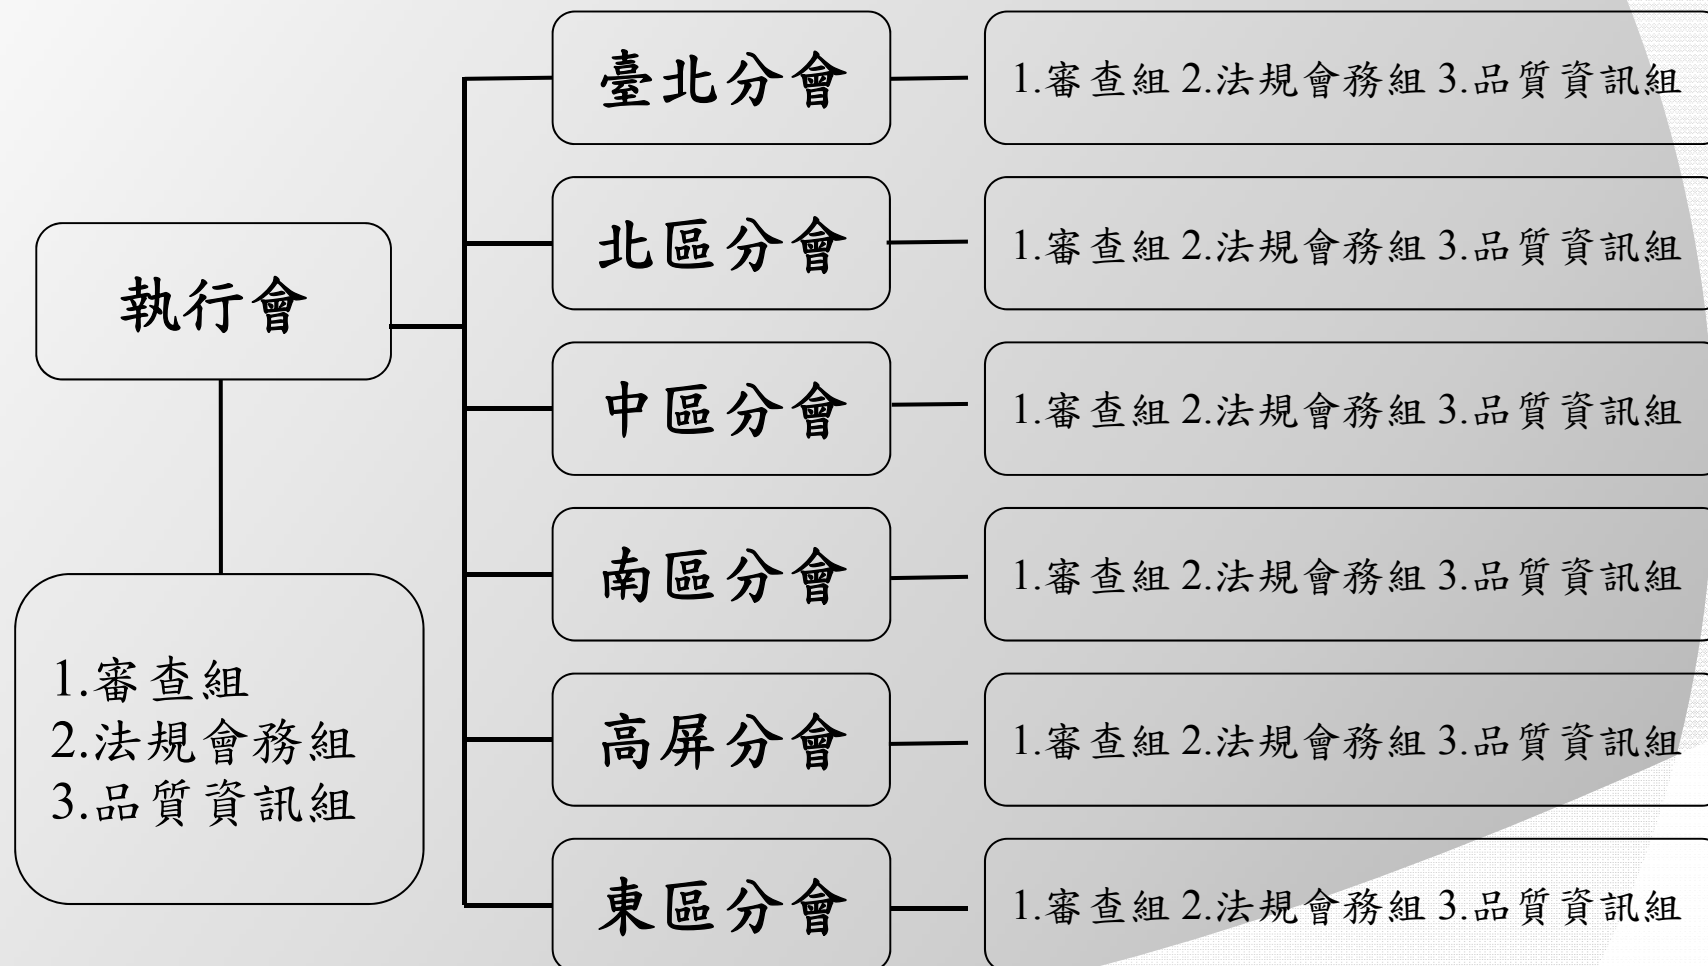 執行會
1.審查組
2.法規會務組
3.品質資訊組
臺北分會
1.審查組 2.法規會務組 3.品質資訊組
北區分會
1.審查組 2.法規會務組 3.品質資訊組
中區分會
1.審查組 2.法規會務組 3.品質資訊組
南區分會
1.審查組 2.法規會務組 3.品質資訊組
高屏分會
1.審查組 2.法規會務組 3.品質資訊組
東區分會
1.審查組 2.法規會務組 3.品質資訊組